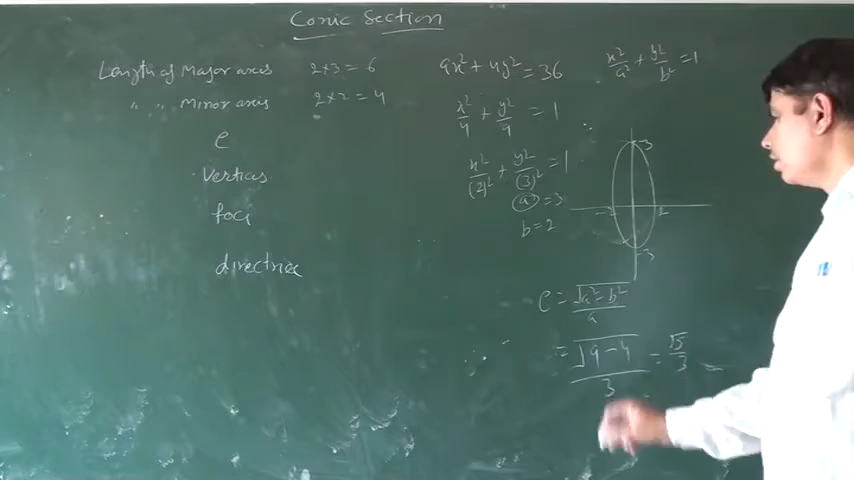 Conic Section
Length of Major axis 2×3 = 6
" " Minor axis 2×2 = 4
e
vertices
foci
directrix
9x² + 4y² = 36
x²/4 + y²/9 = 1
x²/(2)² + y²/(3)² = 1
a = 3
b = 2
x²/a² + y²/b² = 1
3
-2 2
-3
e = √(a² - b²)/a
= √(9 - 4)/3 = √5/3